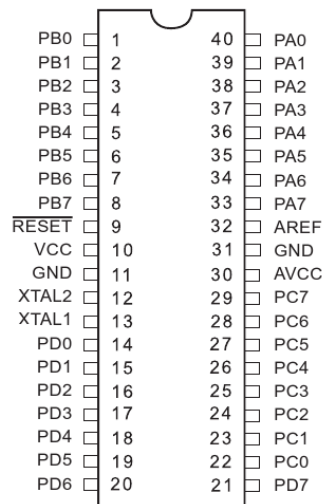 PB0 1 40 PA0
PB1 2 39 PA1
PB2 3 38 PA2
PB3 4 37 PA3
PB4 5 36 PA4
PB5 6 35 PA5
PB6 7 34 PA6
PB7 8 33 PA7
RESET 9 32 AREF
VCC 10 31 GND
GND 11 30 AVCC
XTAL2 12 29 PC7
XTAL1 13 28 PC6
PD0 14 27 PC5
PD1 15 26 PC4
PD2 16 25 PC3
PD3 17 24 PC2
PD4 18 23 PC1
PD5 19 22 PC0
PD6 20 21 PD7